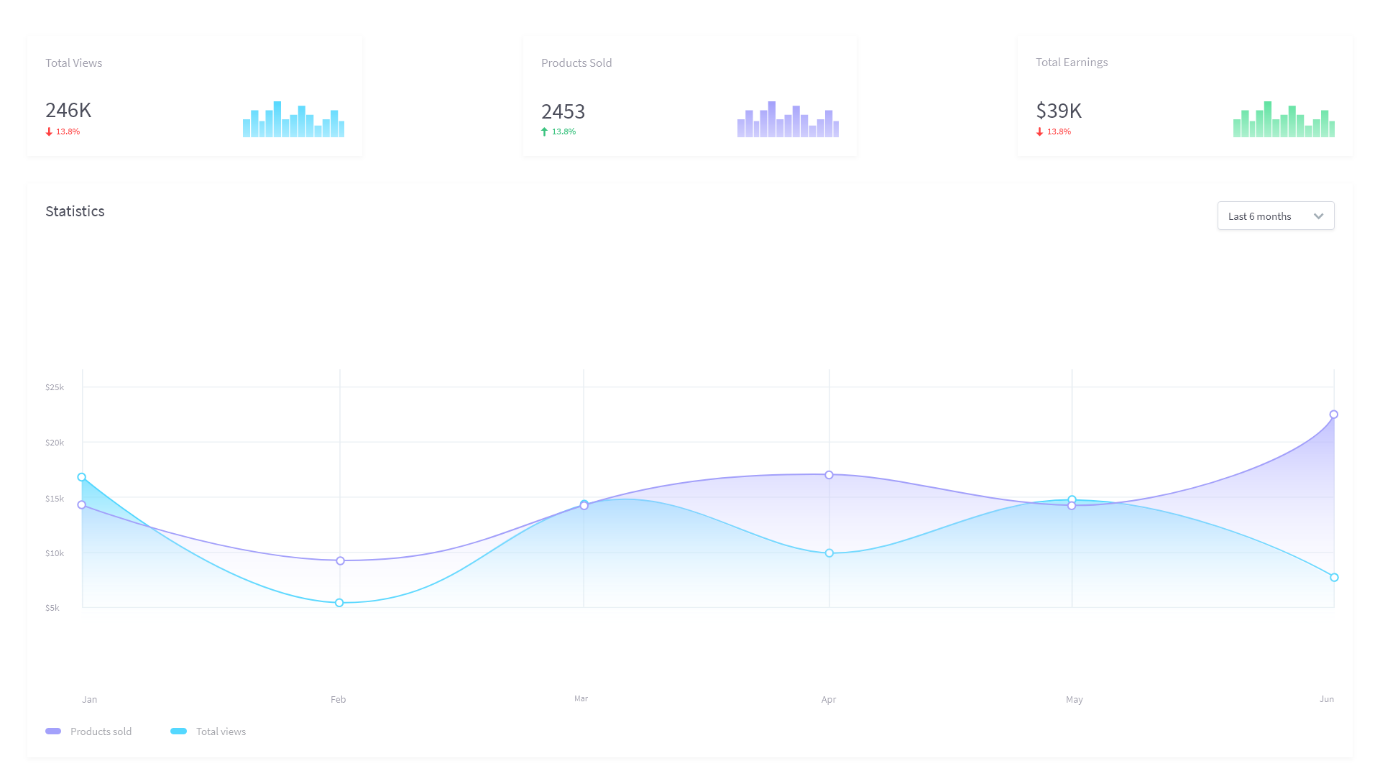 Total Views
246K
13.8%
Products Sold
2453
13.8%
Total Earnings
$39K
13.8%
Statistics
Last 6 months
$25k
$20k
$15k
$10k
$5k
Jan
Feb
Mar
Apr
May
Jun
Products sold
Total views